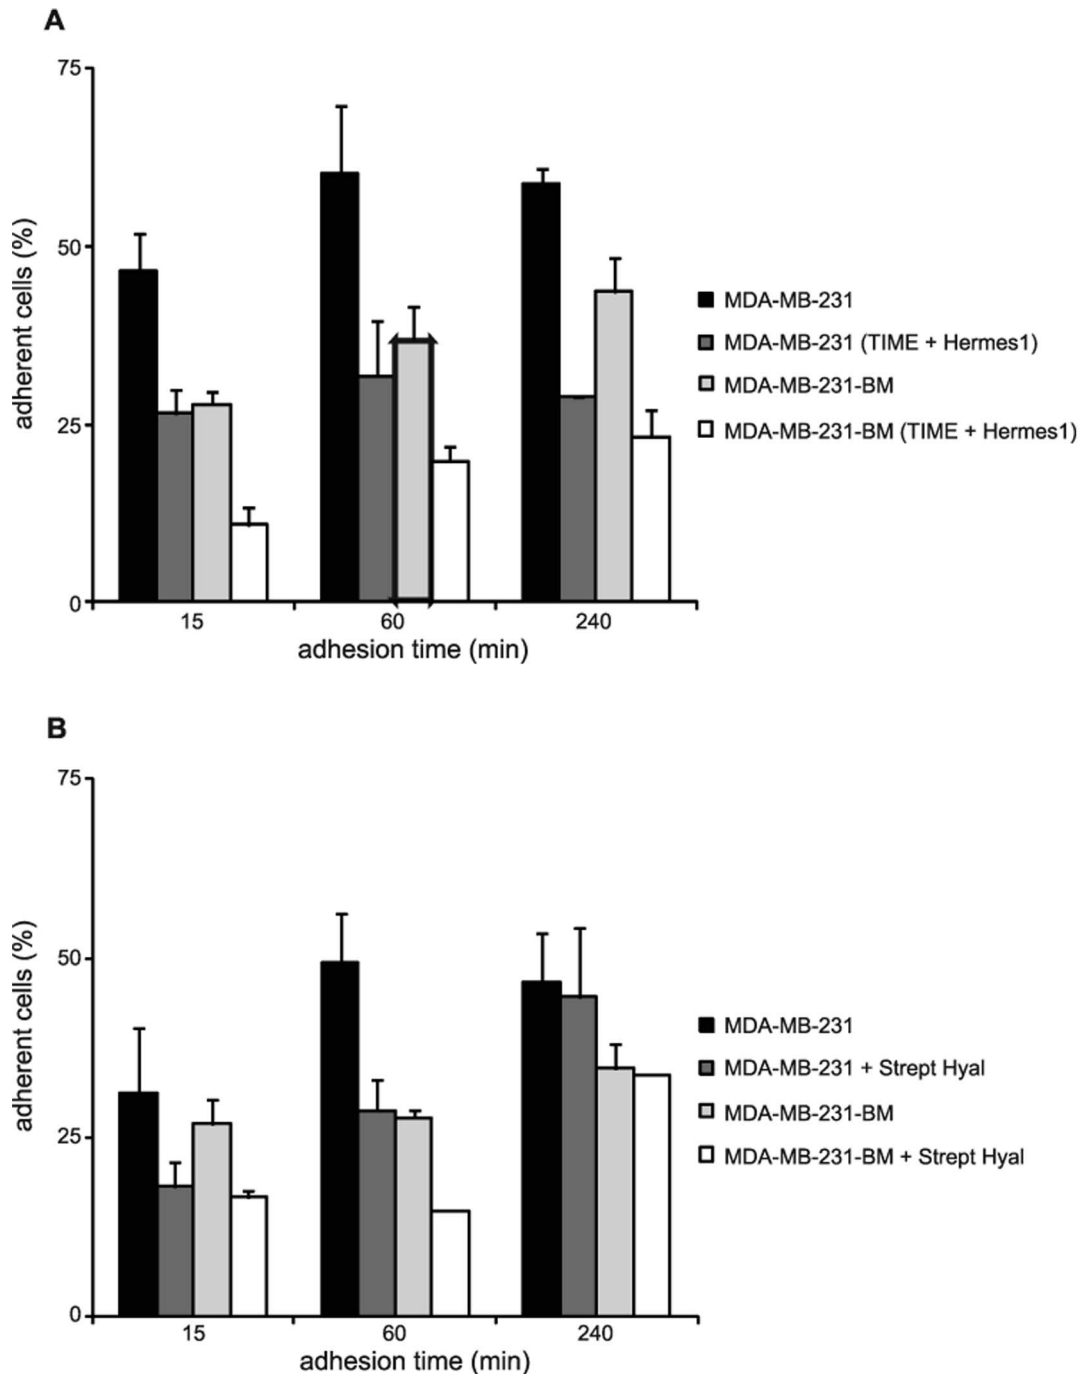 A
75
50
25
0
adherent cells (%)
15 60 240
adhesion time (min)
MDA-MB-231
MDA-MB-231 (TIME + Hermes1)
MDA-MB-231-BM
MDA-MB-231-BM (TIME + Hermes1)
B
75
50
25
0
adherent cells (%)
15 60 240
adhesion time (min)
MDA-MB-231
MDA-MB-231 + Strept Hyal
MDA-MB-231-BM
MDA-MB-231-BM + Strept Hyal